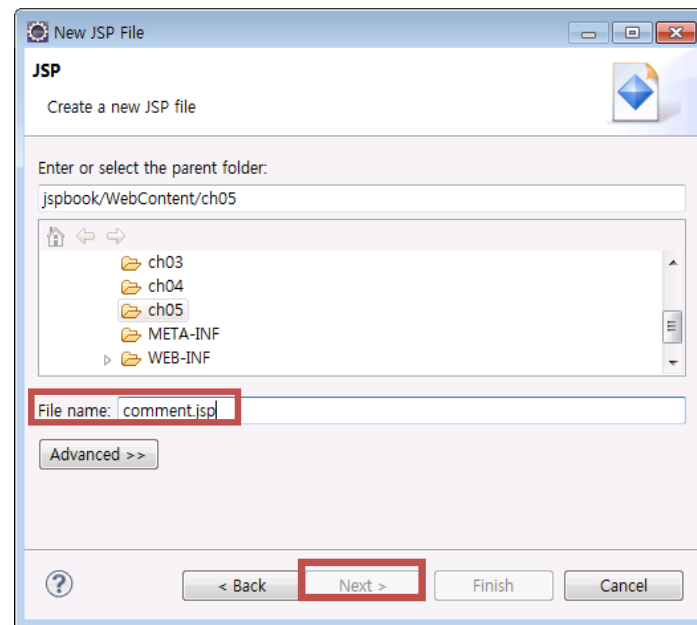 New JSP File
JSP
Create a new JSP file
Enter or select the parent folder:
jspbook/WebContent/ch05
ch03
ch04
ch05
META-INF
WEB-INF
File name: comment.jsp
Advanced >>
< Back Next > Finish Cancel